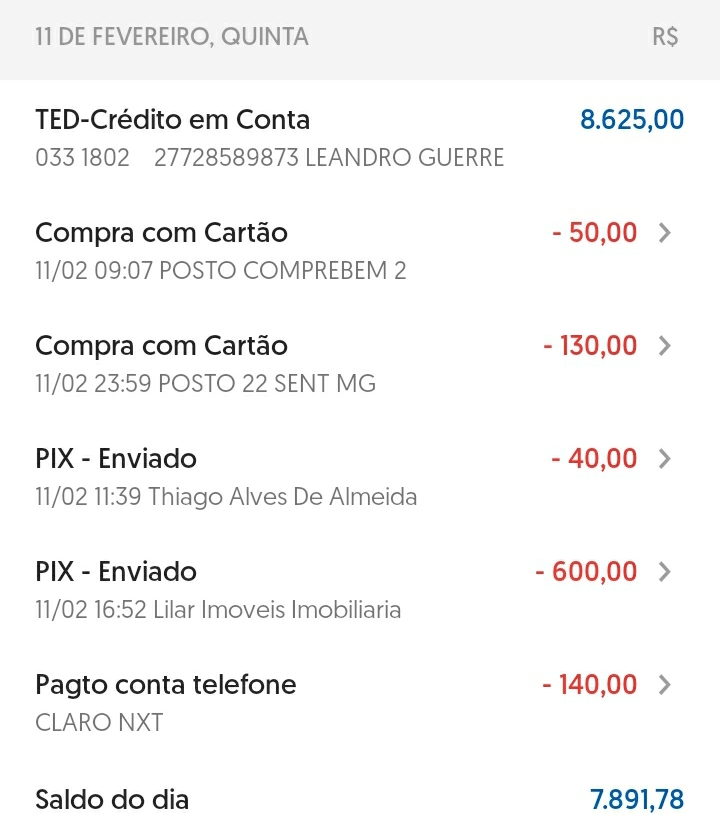 11 DE FEVEREIRO, QUINTA R$
TED-Crédito em Conta 8.625,00
033 1802 27728589873 LEANDRO GUERRE
Compra com Cartão - 50,00
11/02 09:07 POSTO COMPREBEM 2
Compra com Cartão - 130,00
11/02 23:59 POSTO 22 SENT MG
PIX - Enviado - 40,00
11/02 11:39 Thiago Alves De Almeida
PIX - Enviado - 600,00
11/02 16:52 Lilar Imoveis Imobiliaria
Pagto conta telefone - 140,00
CLARO NXT
Saldo do dia 7.891,78